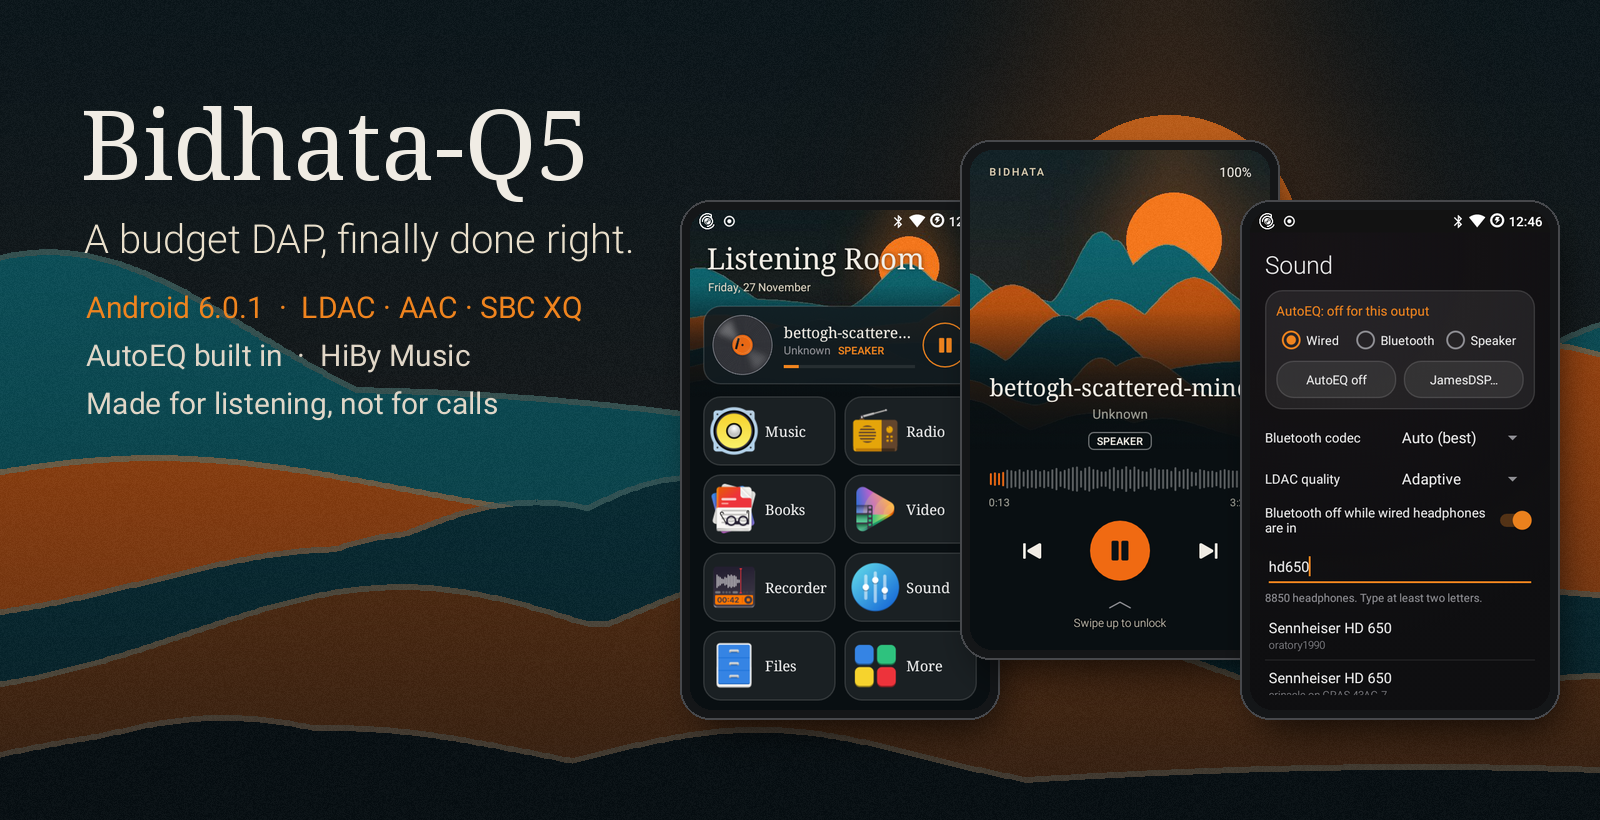 Bidhata-Q5
A budget DAP, finally done right.
Android 6.0.1 · LDAC · AAC · SBC XQ
AutoEQ built in · HiBy Music
Made for listening, not for calls
12
Listening Room
Friday, 27 November
bettogh-scattere...
Unknown SPEAKER
Music
Radio
Books
Video
00:42
Recorder
Sound
Files
More
BIDHATA
100%
bettogh-scattered-mind
Unknown
SPEAKER
0:13
3:
Swipe up to unlock
12:46
Sound
AutoEQ: off for this output
Wired
Bluetooth
Speaker
AutoEQ off
JamesDSP...
Bluetooth codec
Auto (best)
LDAC quality
Adaptive
Bluetooth off while wired headphones
are in
hd650
8850 headphones. Type at least two letters.
Sennheiser HD 650
oratory1990
Sennheiser HD 650